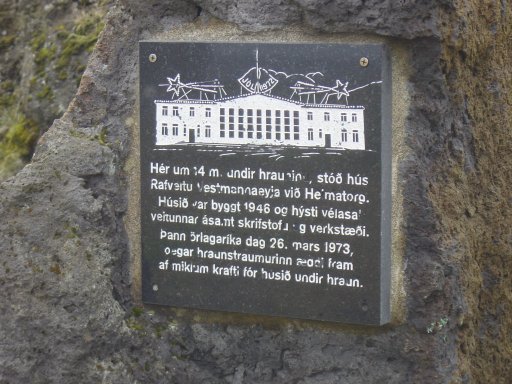 JÓLIN 1972
Hér um 14 m. undir hrauninu, stóð hús
Rafveitu Vestmannaeyja við Heimatorg.
Húsið var byggt 1946 og hýsti vélasal
veitunnar ásamt skrifstofu og verkstæði.
Þann örlagaríka dag 26. mars 1973,
þegar hraunstraumurinn æddi fram
af miklum krafti fór húsið undir hraun.